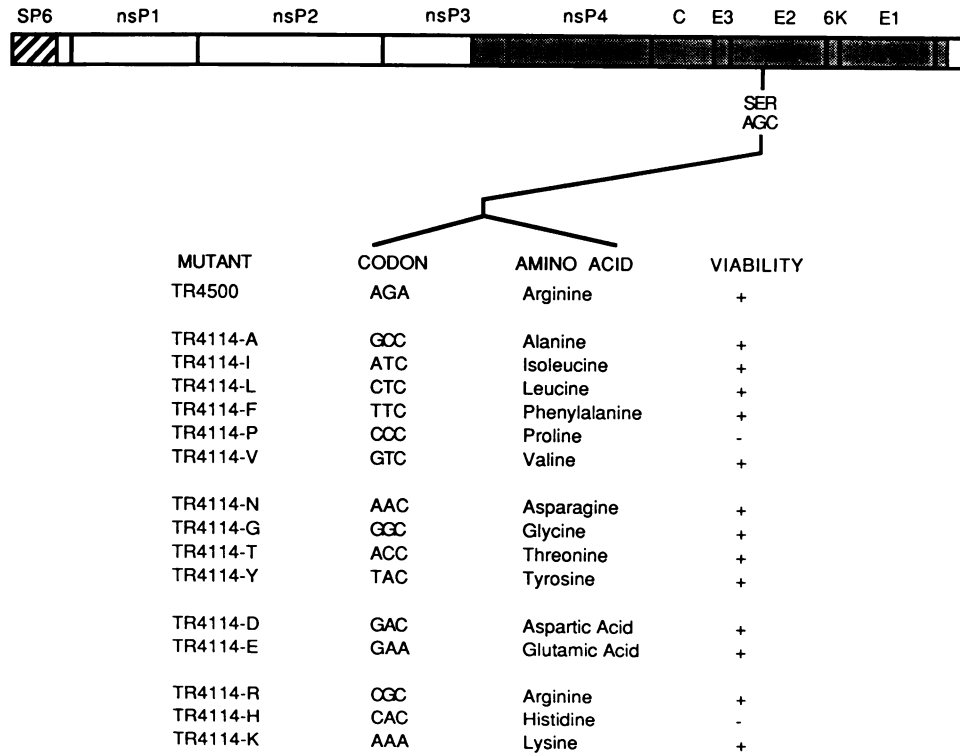 SP6 nsP1 nsP2 nsP3 nsP4 C E3 E2 6K E1
SER
AGC
MUTANT CODON AMINO ACID VIABILITY
TR4500 AGA Arginine +
TR4114-A GCC Alanine +
TR4114-I ATC Isoleucine +
TR4114-L CTC Leucine +
TR4114-F TTC Phenylalanine +
TR4114-P CCC Proline -
TR4114-V GTC Valine +
TR4114-N AAC Asparagine +
TR4114-G GGC Glycine +
TR4114-T ACC Threonine +
TR4114-Y TAC Tyrosine +
TR4114-D GAC Aspartic Acid +
TR4114-E GAA Glutamic Acid +
TR4114-R CGC Arginine +
TR4114-H CAC Histidine -
TR4114-K AAA Lysine +